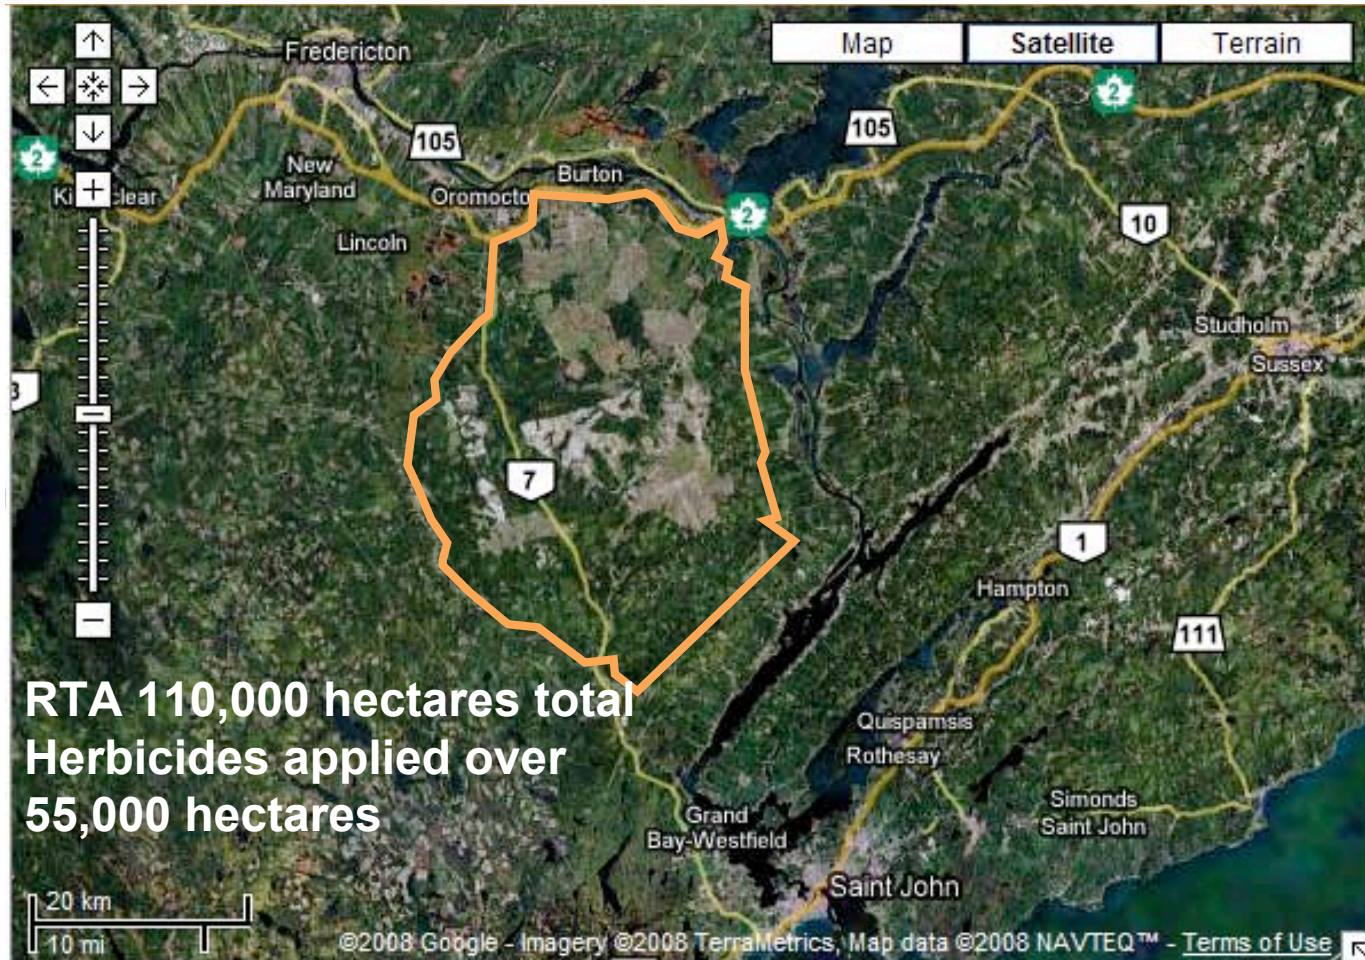 Map
Satellite
Terrain
Fredericton
2
105
105
2
New
Maryland
Burton
Oromocto
clear
2
10
Lincoln
Studholm
Sussex
7
1
Hampton
111
RTA 110,000 hectares total
Herbicides applied over
55,000 hectares
Quispamsis
Rothesay
Simonds
Saint John
Grand
Bay-Westfield
Saint John
20 km
10 mi
©2008 Google - Imagery ©2008 TerraMetrics, Map data ©2008 NAVTEQ™ - Terms of Use